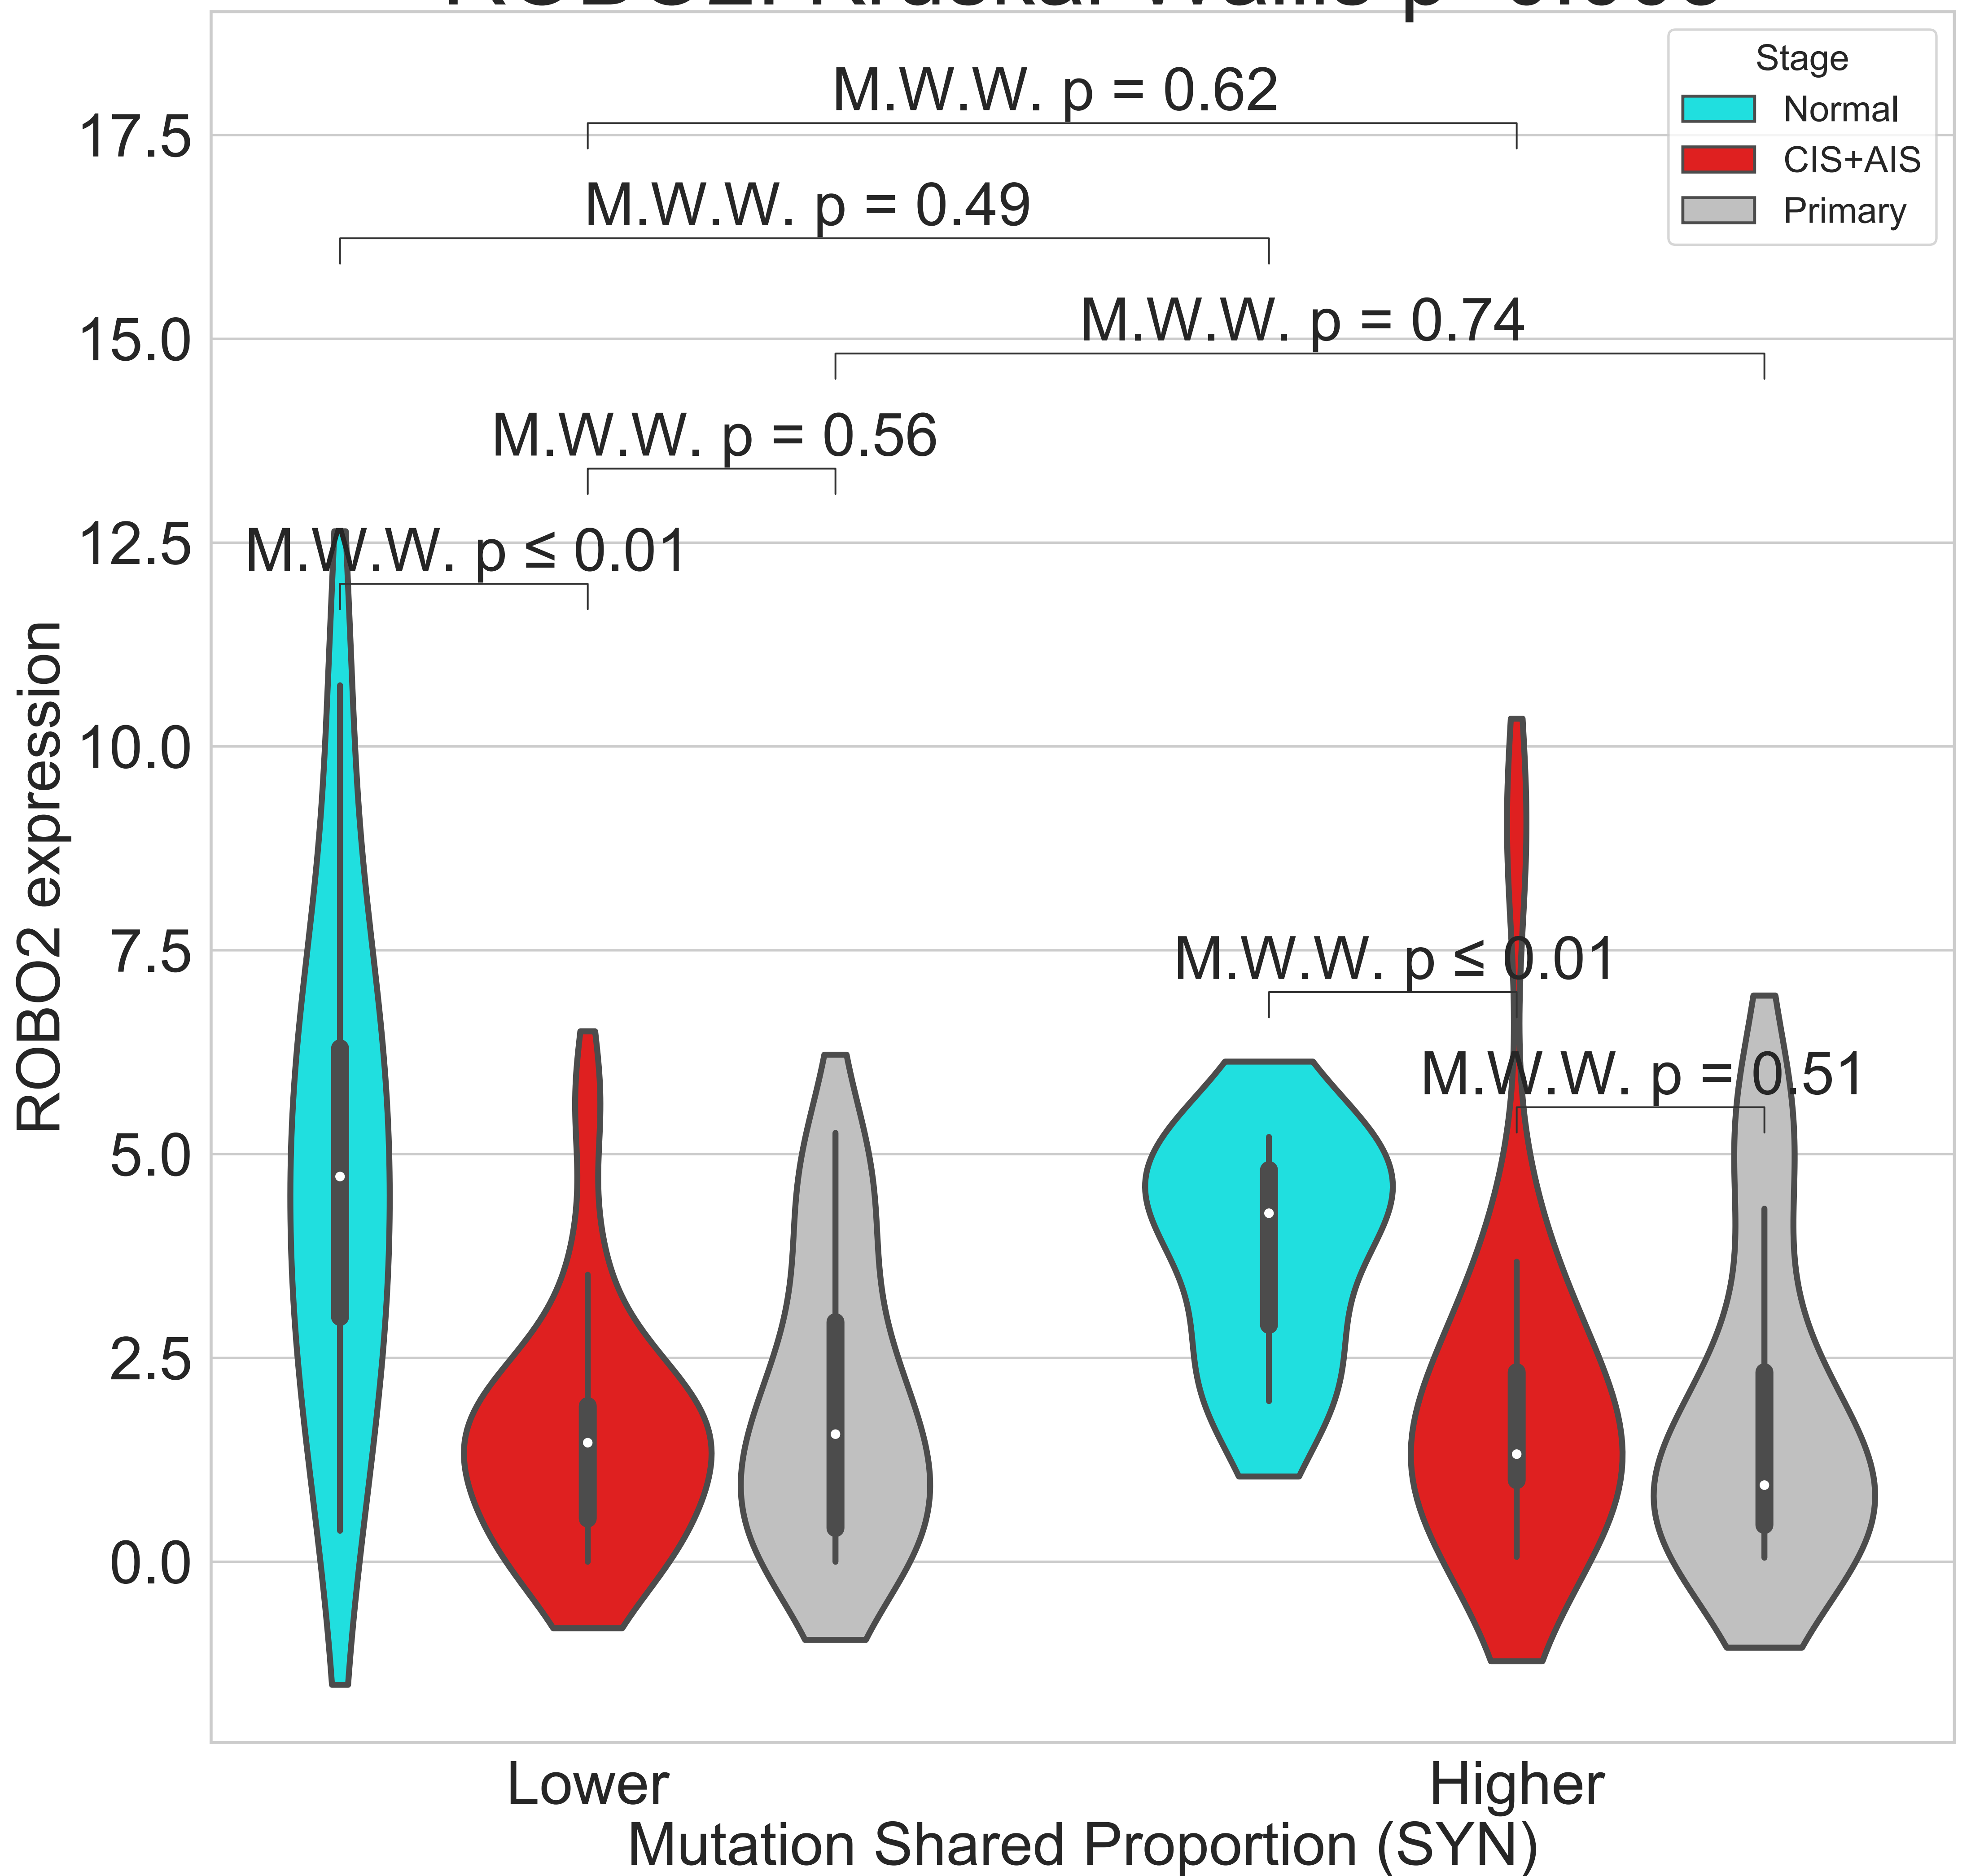 M.W.W. p = 0.62
Stage
Normal
CIS+AIS
Primary
17.5
M.W.W. p = 0.49
15.0
M.W.W. p = 0.74
M.W.W. p = 0.56
12.5
M.W.W. p ≤ 0.01
10.0
ROBO2 expression
7.5
M.W.W. p ≤ 0.01
M.W.W. p = 0.51
5.0
2.5
0.0
Lower
Higher
Mutation Shared Proportion (SYN)